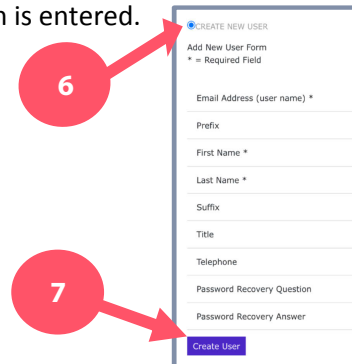 is entered.
CREATE NEW USER
6
Add New User Form
* = Required Field
Email Address (user name) *
Prefix
First Name *
Last Name *
Suffix
Title
Telephone
Password Recovery Question
7
Password Recovery Answer
Create User